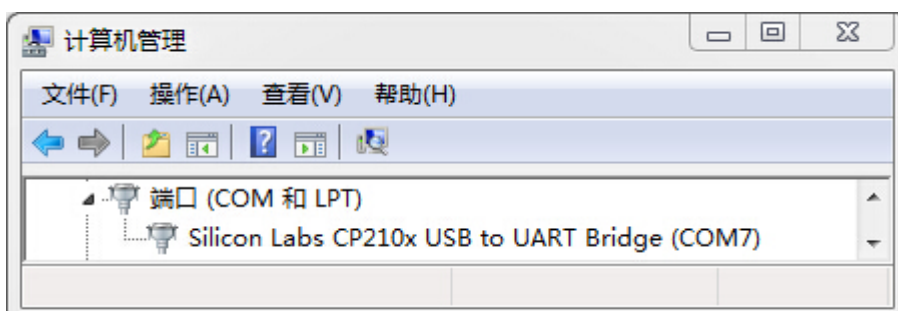 计算机管理
文件(F) 操作(A) 查看(V) 帮助(H)
端口 (COM 和 LPT)
Silicon Labs CP210x USB to UART Bridge (COM7)